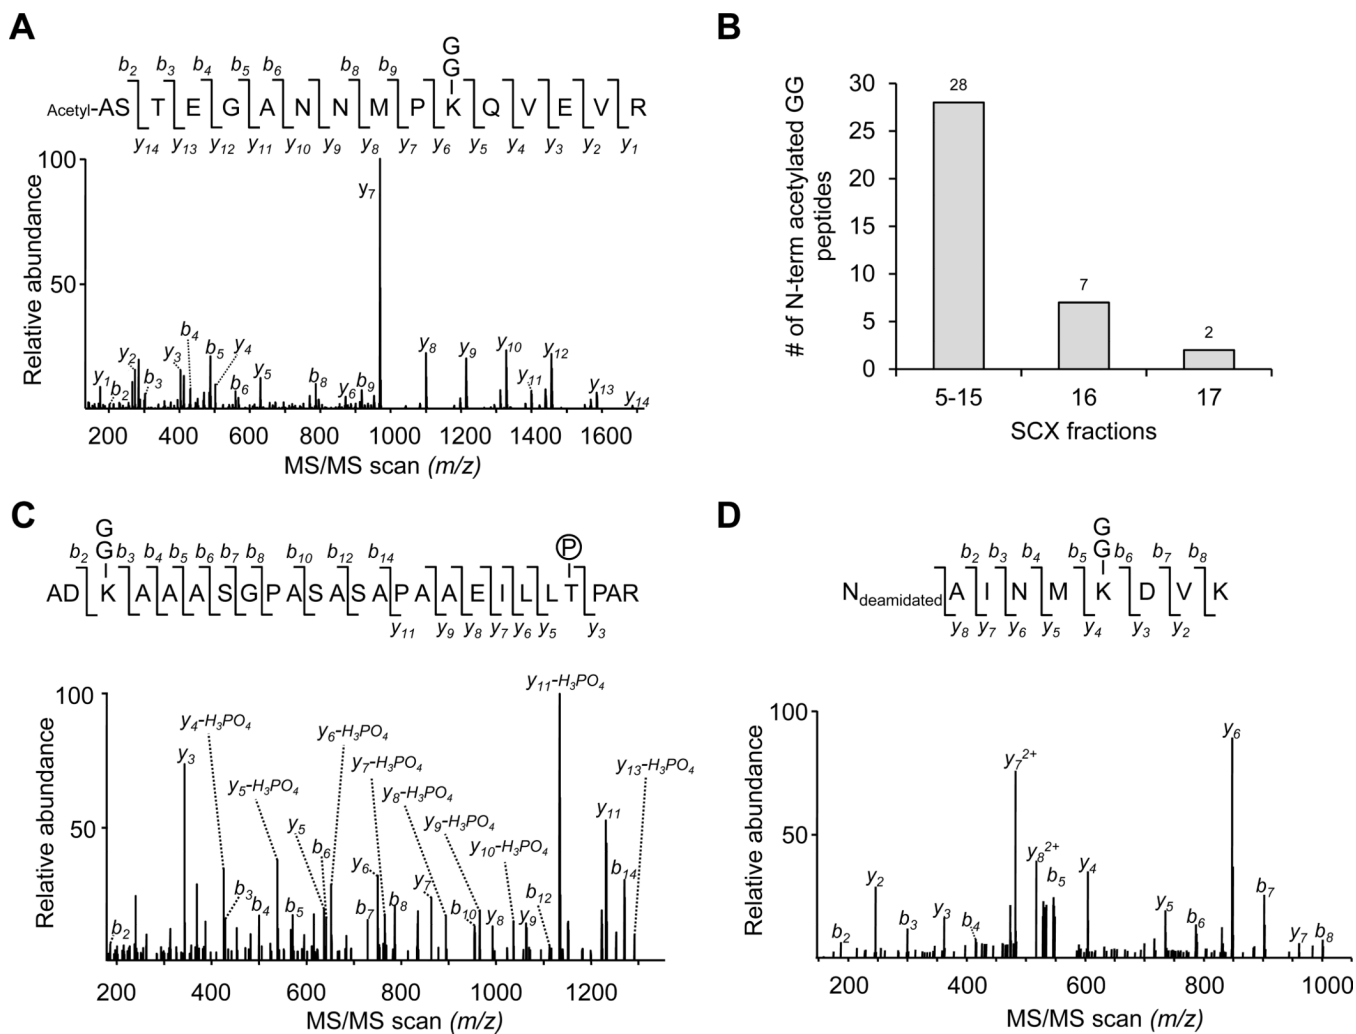 A
G
G
b2 b3 b4 b5 b6 b8 b9
Acetyl-AS T E G A N N M P K Q V E V R
y14 y13 y12 y11 y10 y9 y8 y7 y6 y5 y4 y3 y2 y1
100
50
Relative abundance
y1 y2 b2 b3 y3 b4 b5 y4 b6 y5 b8 y6 b9 y7 y8 y9 y10 y11 y12 y13 y14
200 400 600 800 1000 1200 1400 1600
MS/MS scan (m/z)
B
# of N-term acetylated GG
peptides
35
30
25
20
15
10
5
0
28
7
2
5-15 16 17
SCX fractions
C
G
G
b2 b3 b4 b5 b6 b7 b8 b10 b12 b14 P
AD K A A A S G P A S A S A P A A E I L L T PAR
y11 y9 y8 y7 y6 y5 y3
100
50
Relative abundance
b2 y3 y4-H3PO4 b3 b4 y5-H3PO4 b5 y5 b6 y6-H3PO4 b7 y6 y7-H3PO4 b8 y7 y8-H3PO4 b10 y9-H3PO4 y8 y10-H3PO4 y9 b12 y11-H3PO4 y11 b14 y13-H3PO4
200 400 600 800 1000 1200
MS/MS scan (m/z)
D
G
G
b2 b3 b4 b5 b6 b7 b8
Ndeamidated A I N M K D V K
y8 y7 y6 y5 y4 y3 y2
100
50
Relative abundance
b2 y2 b3 y3 b4 y72+ y82+ b5 y4 y5 b6 y6 b7 y7 b8
200 400 600 800 1000
MS/MS scan (m/z)